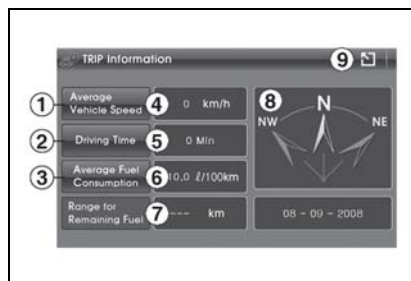 TRIP Information
9
1 Average Vehicle Speed
4 0 km/h
8
N
NW
NE
2 Driving Time
5 0 Min
3 Average Fuel Consumption
6 10,0 ℓ/100km
Range for Remaining Fuel
7 --- km
08 - 09 - 2008